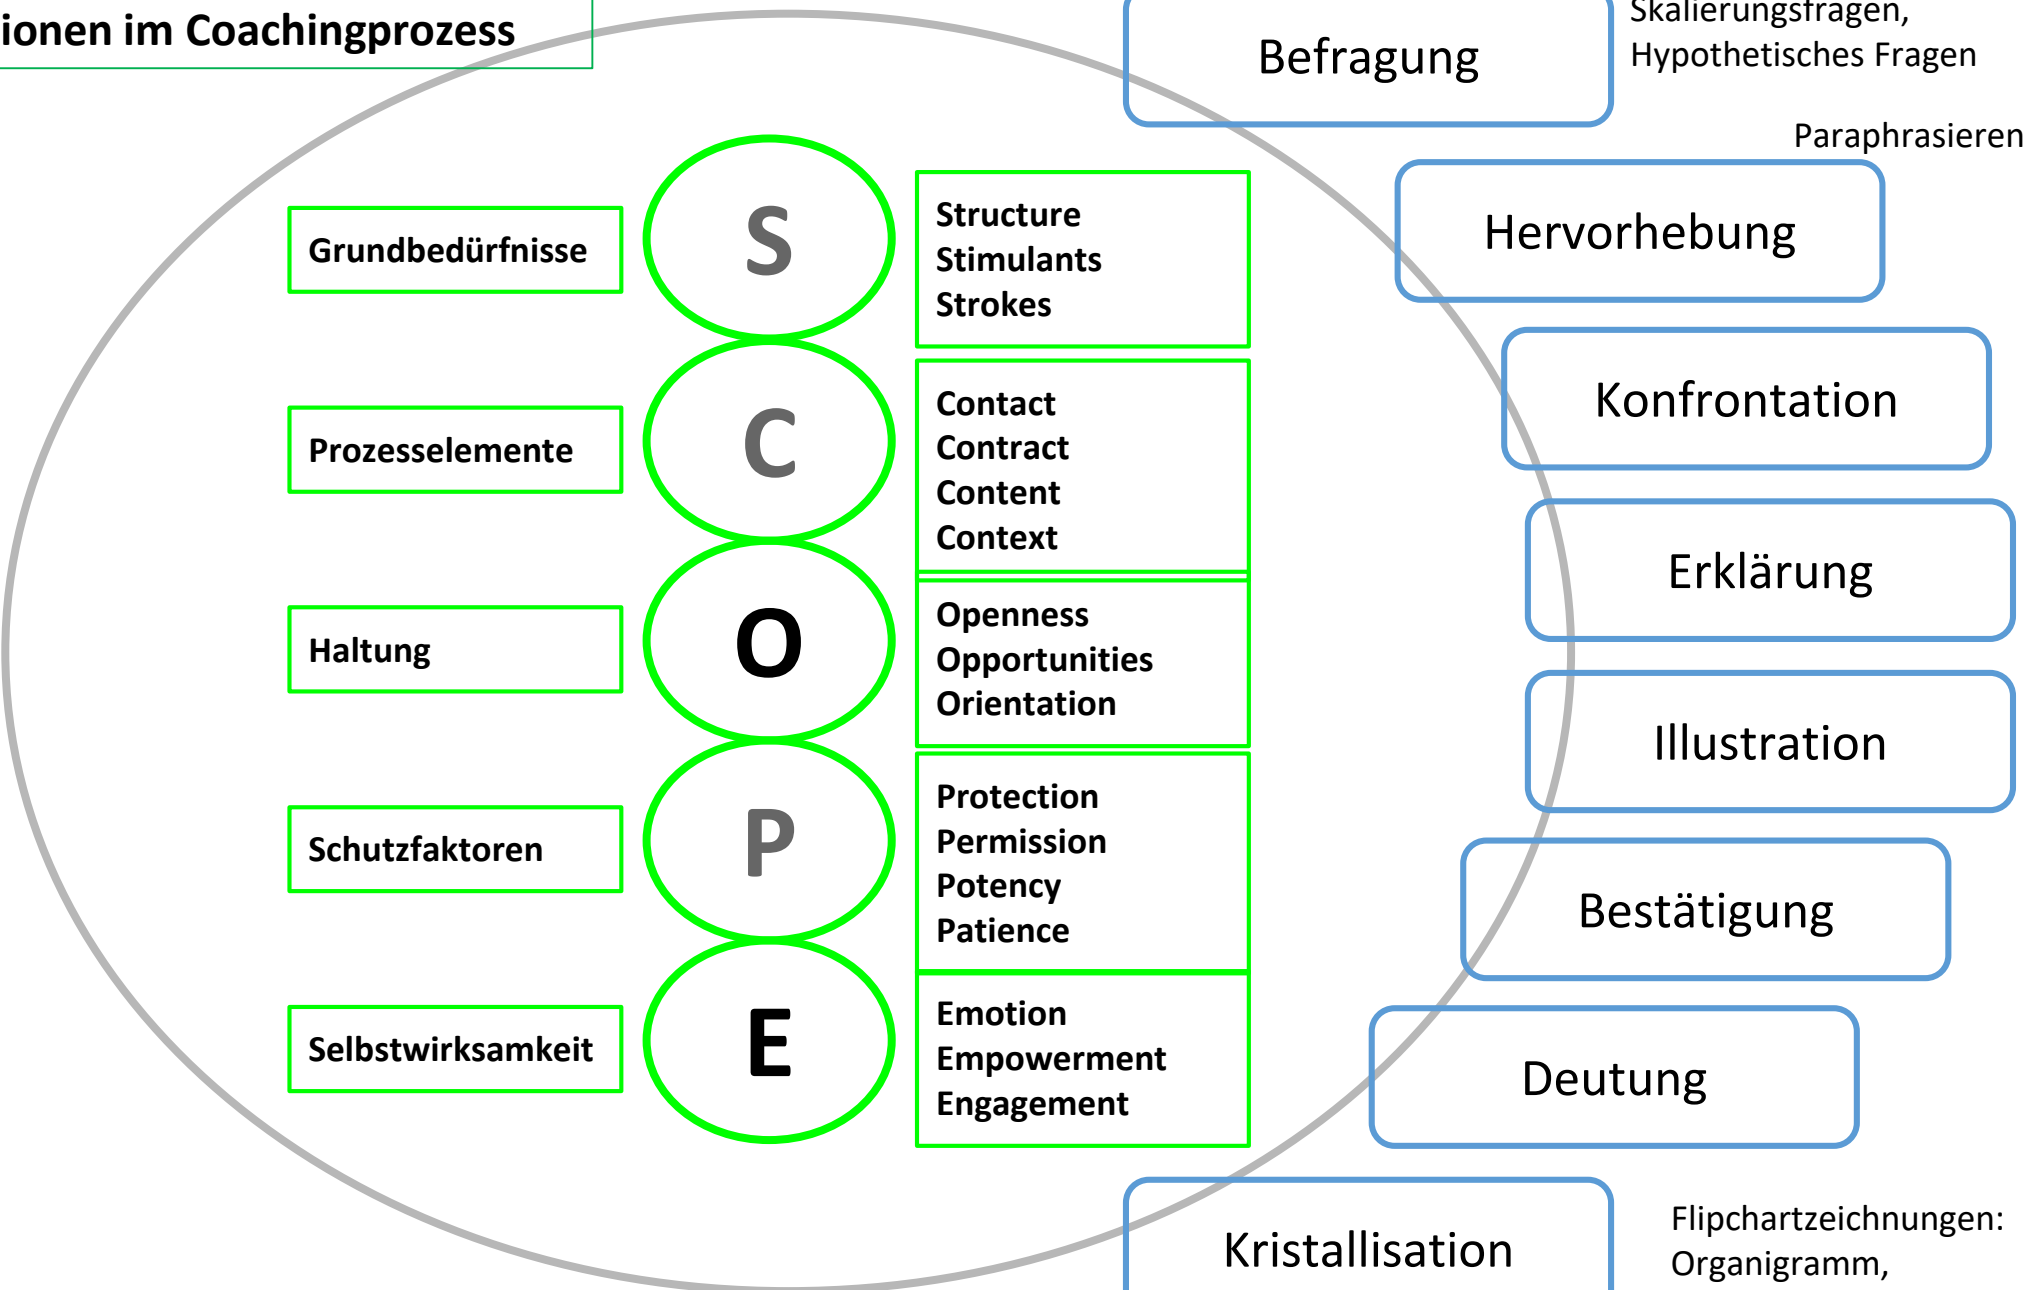 ionen im Coachingprozess
Befragung
Skalierungsfragen,
Hypothetisches Fragen
Paraphrasieren
Hervorhebung
Konfrontation
Erklärung
Illustration
Bestätigung
Deutung
Kristallisation
Flipchartzeichnungen:
Organigramm,
Grundbedürfnisse
S
Structure
Stimulants
Strokes
Prozesselemente
C
Contact
Contract
Content
Context
Haltung
O
Openness
Opportunities
Orientation
Schutzfaktoren
P
Protection
Permission
Potency
Patience
Selbstwirksamkeit
E
Emotion
Empowerment
Engagement